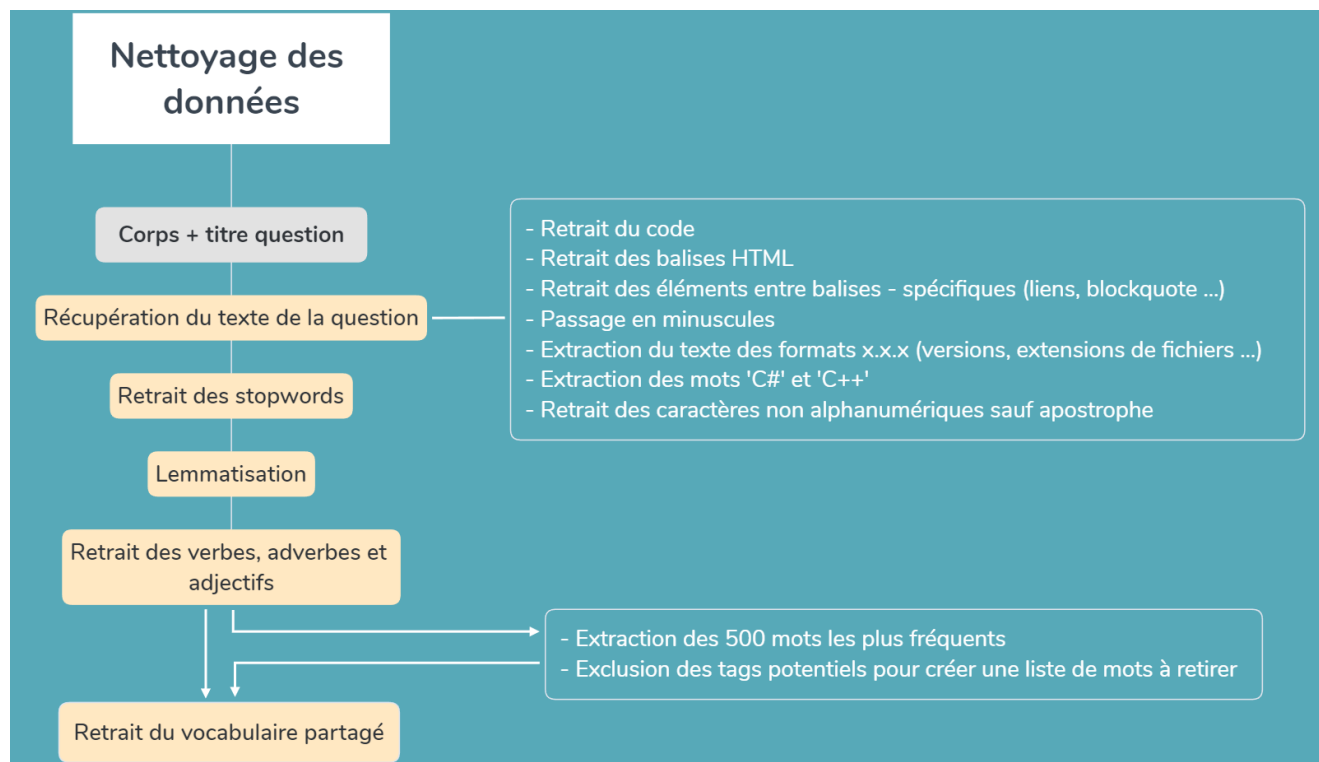 Nettoyage des
données
Corps + titre question
Récupération du texte de la question
- Retrait du code
- Retrait des balises HTML
- Retrait des éléments entre balises - spécifiques (liens, blockquote ...)
- Passage en minuscules
- Extraction du texte des formats x.x.x (versions, extensions de fichiers ...)
- Extraction des mots 'C#' et 'C++'
- Retrait des caractères non alphanumériques sauf apostrophe
Retrait des stopwords
Lemmatisation
Retrait des verbes, adverbes et
adjectifs
- Extraction des 500 mots les plus fréquents
- Exclusion des tags potentiels pour créer une liste de mots à retirer
Retrait du vocabulaire partagé